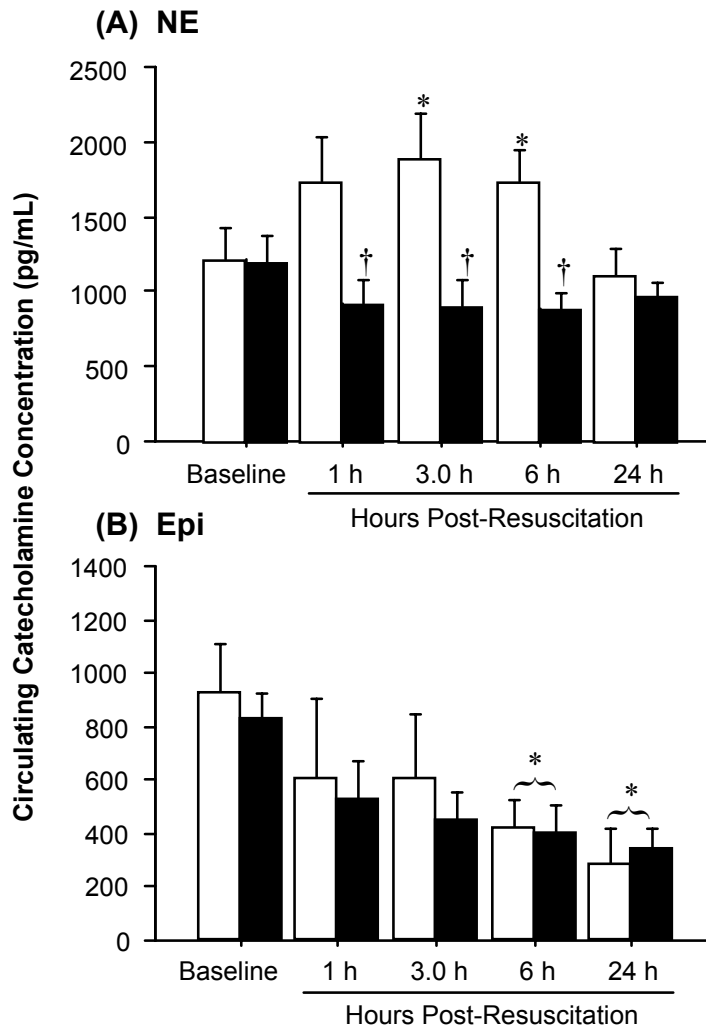 (A) NE
Circulating Catecholamine Concentration (pg/mL)
2500
2000
1500
1000
500
0
*
*
†
†
†
Baseline
1 h
3.0 h
6 h
24 h
Hours Post-Resuscitation
(B) Epi
1400
1200
1000
800
600
400
200
0
*
*
Baseline
1 h
3.0 h
6 h
24 h
Hours Post-Resuscitation